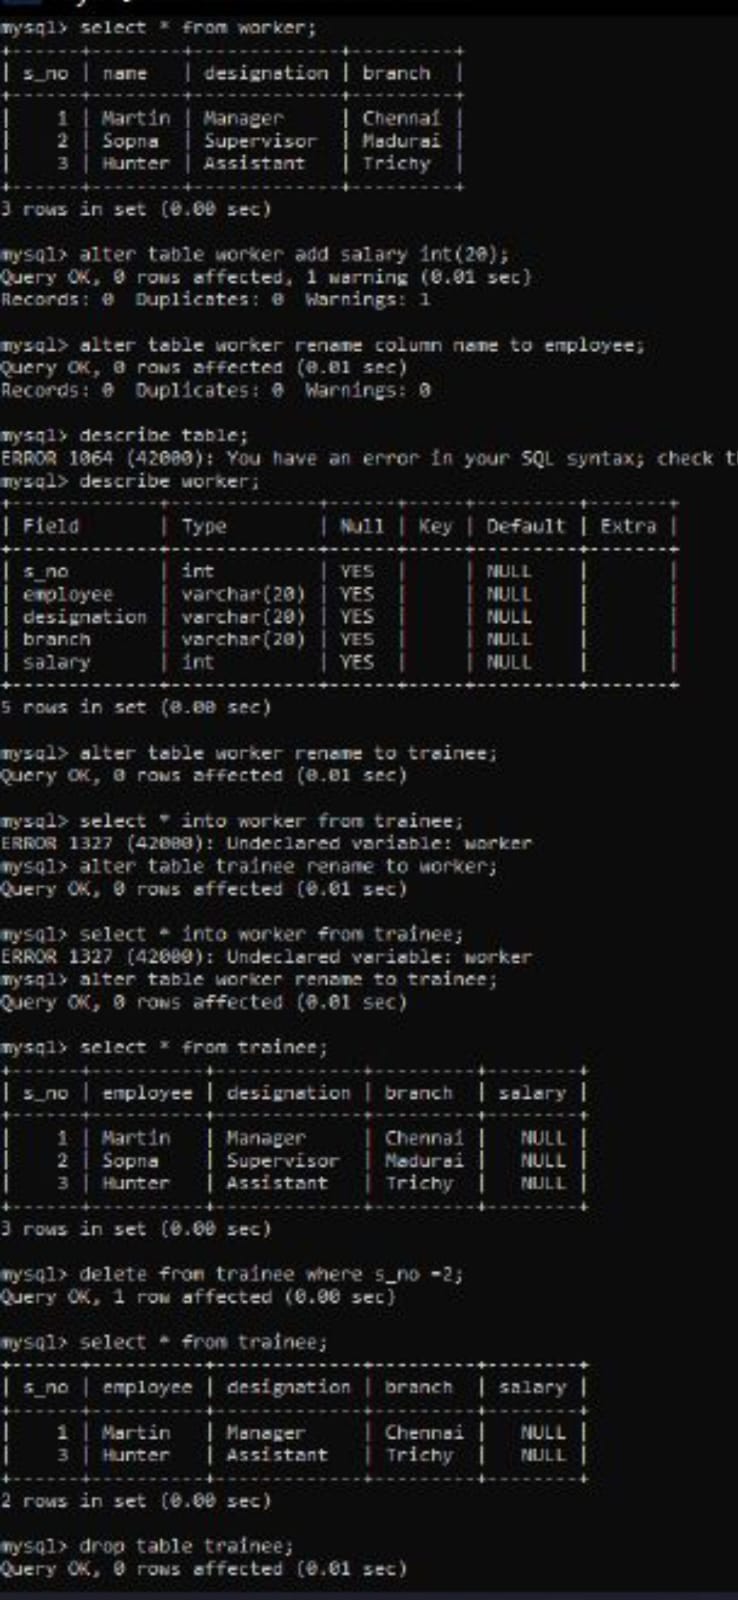 mysql> select * from worker;
+------+--------+-------------+---------+
| s_no | name   | designation | branch  |
+------+--------+-------------+---------+
|    1 | Martin | Manager     | Chennai |
|    2 | Sopna  | Supervisor  | Madurai |
|    3 | Hunter | Assistant   | Trichy  |
+------+--------+-------------+---------+
3 rows in set (0.00 sec)
mysql> alter table worker add salary int(20);
Query OK, 0 rows affected, 1 warning (0.01 sec)
Records: 0  Duplicates: 0  Warnings: 1
mysql> alter table worker rename column name to employee;
Query OK, 0 rows affected (0.01 sec)
Records: 0  Duplicates: 0  Warnings: 0
mysql> describe table;
ERROR 1064 (42000): You have an error in your SQL syntax; check
mysql> describe worker;
+-------------+-------------+------+-----+---------+-------+
| Field       | Type        | Null | Key | Default | Extra |
+-------------+-------------+------+-----+---------+-------+
| s_no        | int         | YES  |     | NULL    |       |
| employee    | varchar(20) | YES  |     | NULL    |       |
| designation | varchar(20) | YES  |     | NULL    |       |
| branch      | varchar(20) | YES  |     | NULL    |       |
| salary      | int         | YES  |     | NULL    |       |
+-------------+-------------+------+-----+---------+-------+
5 rows in set (0.00 sec)
mysql> alter table worker rename to trainee;
Query OK, 0 rows affected (0.01 sec)
mysql> select * into worker from trainee;
ERROR 1327 (42000): Undeclared variable: worker
mysql> alter table trainee rename to worker;
Query OK, 0 rows affected (0.01 sec)
mysql> select * into worker from trainee;
ERROR 1327 (42000): Undeclared variable: worker
mysql> alter table worker rename to trainee;
Query OK, 0 rows affected (0.01 sec)
mysql> select * from trainee;
+------+----------+-------------+---------+--------+
| s_no | employee | designation | branch  | salary |
+------+----------+-------------+---------+--------+
|    1 | Martin   | Manager     | Chennai |   NULL |
|    2 | Sopna    | Supervisor  | Madurai |   NULL |
|    3 | Hunter   | Assistant   | Trichy  |   NULL |
+------+----------+-------------+---------+--------+
3 rows in set (0.00 sec)
mysql> delete from trainee where s_no =2;
Query OK, 1 row affected (0.00 sec)
mysql> select * from trainee;
+------+----------+-------------+---------+--------+
| s_no | employee | designation | branch  | salary |
+------+----------+-------------+---------+--------+
|    1 | Martin   | Manager     | Chennai |   NULL |
|    3 | Hunter   | Assistant   | Trichy  |   NULL |
+------+----------+-------------+---------+--------+
2 rows in set (0.00 sec)
mysql> drop table trainee;
Query OK, 0 rows affected (0.01 sec)